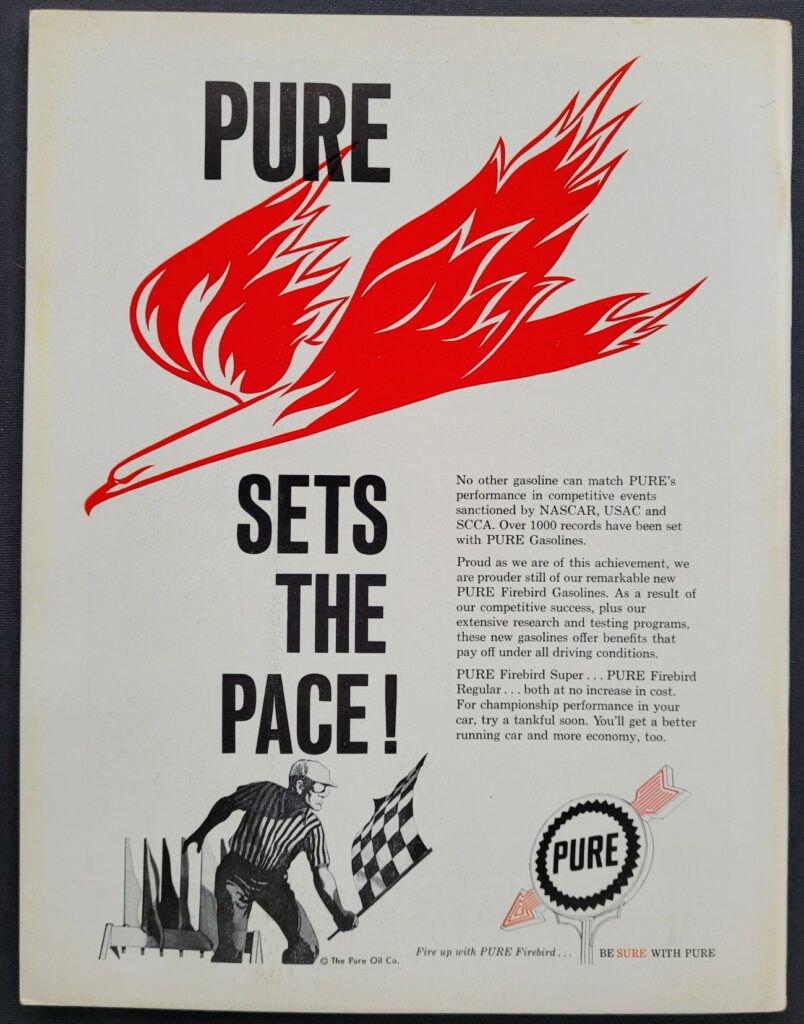 PURE
SETS
THE
PACE!
No other gasoline can match PURE's
performance in competitive events
sanctioned by NASCAR, USAC and
SCCA. Over 1000 records have been set
with PURE Gasolines.
Proud as we are of this achievement, we
are prouder still of our remarkable new
PURE Firebird Gasolines. As a result of
our competitive success, plus our
extensive research and testing programs,
these new gasolines offer benefits that
pay off under all driving conditions.
PURE Firebird Super . . . PURE Firebird
Regular . . . both at no increase in cost.
For championship performance in your
car, try a tankful soon. You'll get a better
running car and more economy, too.
PURE
© The Pure Oil Co.
Fire up with PURE Firebird . . . BE SURE WITH PURE